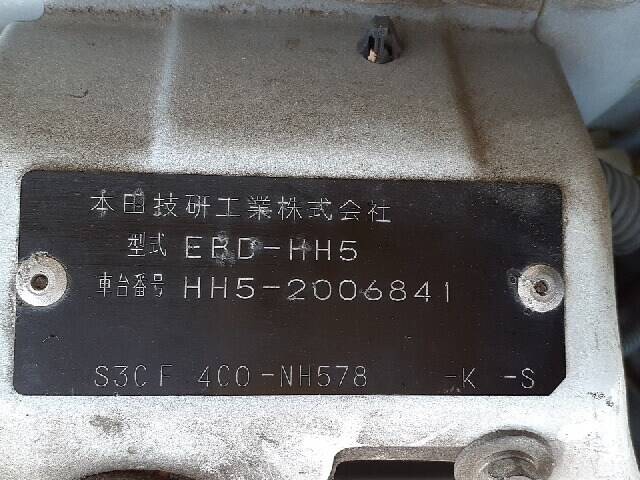 本田技研工業株式会社
型式 EBD-HH5
車台番号 HH5-2006841
S3CF 4C0-NH578 -K -S